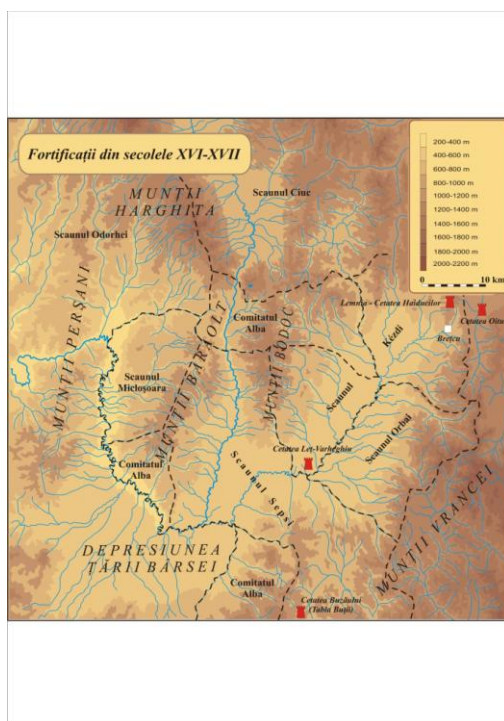 Fortificații din secolele XVI-XVII
200-400 m
400-600 m
600-800 m
800-1000 m
1000-1200 m
1200-1400 m
1400-1600 m
1600-1800 m
1800-2000 m
2000-2200 m
0 10 km
MUNȚII
HARGHITA
Scaunul Ciuc
Scaunul Odorhei
MUNȚII PERȘANI
Lemnia - Cetatea Haiducilor
Cetatea Oituz
Brețcu
Comitatul
Alba
Kézdi
MUNȚII BARAOLT
MUNȚII BODOC
Scaunul
Micloșoara
Scaunul
Scaunul Orbai
Cetatea Leț-Varheghiu
Comitatul
Alba
Scaunul Sepsi
MUNȚII VRANCEI
DEPRESIUNEA
ȚĂRII BÂRSEI
Comitatul
Alba
Cetatea Buzăului
(Tabla Buții)